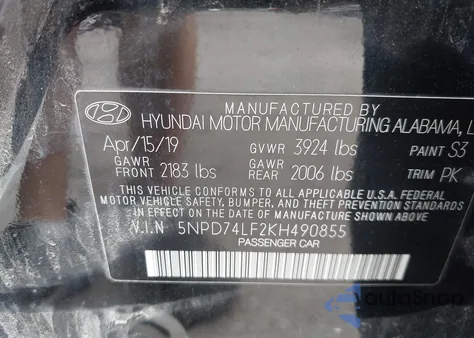 MANUFACTURED BY
HYUNDAI MOTOR MANUFACTURING ALABAMA, L
Apr/15/19 GVWR 3924 lbs PAINT S3
GAWR FRONT 2183 lbs GAWR REAR 2006 lbs TRIM PK
THIS VEHICLE CONFORMS TO ALL APPLICABLE U.S.A. FEDERAL
MOTOR VEHICLE SAFETY, BUMPER, AND THEFT PREVENTION STANDARDS
IN EFFECT ON THE DATE OF MANUFACTURE SHOWN ABOVE.
V.I.N 5NPD74LF2KH490855
PASSENGER CAR
AutoSnap